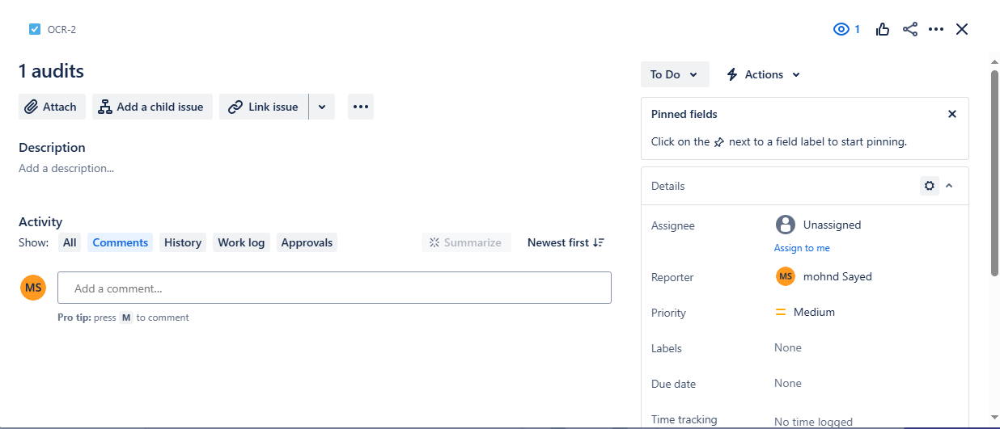 OCR-2
1
1 audits
Attach
Add a child issue
Link issue
Description
Add a description...
Activity
Show:
All
Comments
History
Work log
Approvals
Summarize
Newest first
MS
Add a comment...
Pro tip: press M to comment
To Do
Actions
Pinned fields
Click on the next to a field label to start pinning.
Details
Assignee
Unassigned
Assign to me
Reporter
MS
mohnd Sayed
Priority
Medium
Labels
None
Due date
None
Time tracking
No time logged